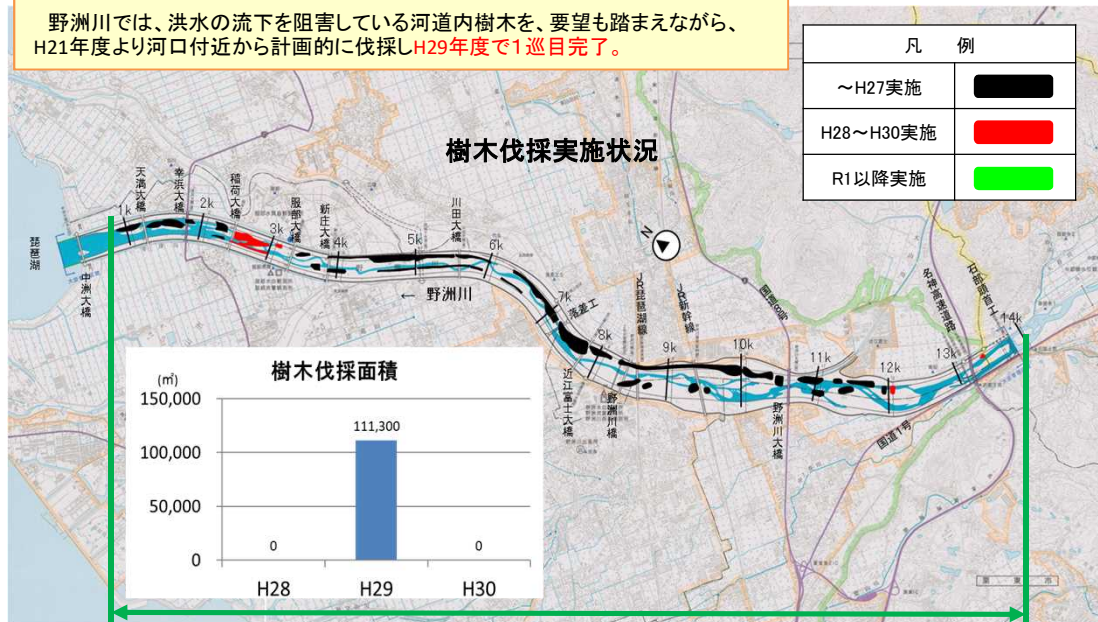 野洲川では、洪水の流下を阻害している河道内樹木を、要望も踏まえながら、
H21年度より河口付近から計画的に伐採しH29年度で1巡目完了。
凡　例
～H27実施
H28～H30実施
R1以降実施
樹木伐採実施状況
琵琶湖
中洲大橋
天満大橋
幸浜大橋
稲荷大橋
服部大橋
新庄大橋
川田大橋
落差工
近江富士大橋
野洲川橋
JR琵琶湖線
JR新幹線
国道8号
野洲川大橋
国道1号
名神高速道路
石部頭首工
1k
2k
3k
4k
5k
6k
7k
8k
9k
10k
11k
12k
13k
14k
N
← 野洲川
樹木伐採面積
(㎡)
150,000
100,000
50,000
0
0
111,300
0
H28
H29
H30
栗東市